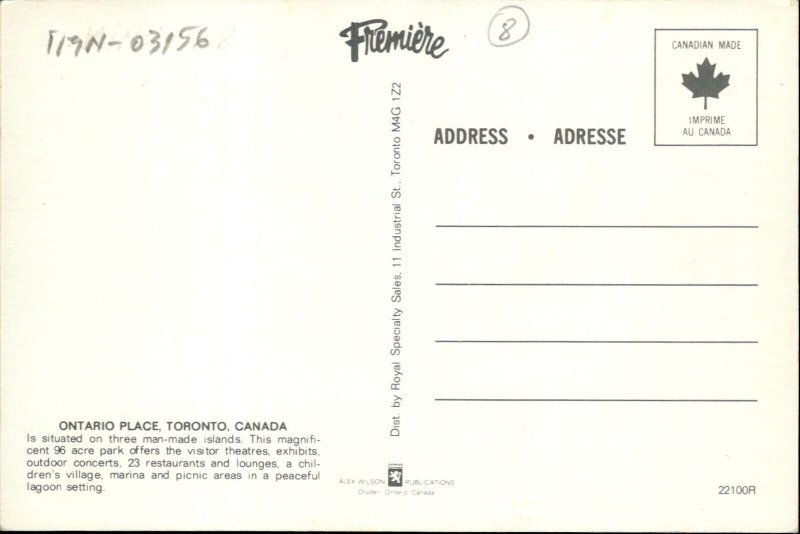 T19N-03156
Première
8
CANADIAN MADE
IMPRIME
AU CANADA
ADDRESS • ADRESSE
Dist. by Royal Specialty Sales, 11 Industrial St., Toronto M4G 1Z2
ONTARIO PLACE, TORONTO, CANADA
Is situated on three man-made islands. This magnifi-
cent 96 acre park offers the visitor theatres, exhibits,
outdoor concerts, 23 restaurants and lounges, a chil-
dren's village, marina and picnic areas in a peaceful
lagoon setting.
ALEX WILSON PUBLICATIONS
Dryden Ontario Canada
22100R